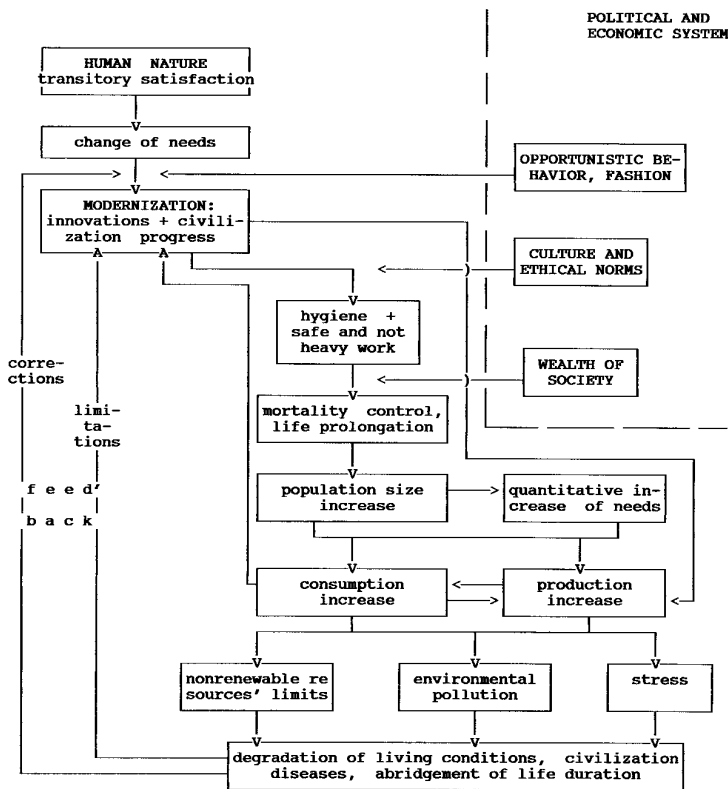 POLITICAL AND
ECONOMIC SYSTEM
HUMAN NATURE
transitory satisfaction
change of needs
OPPORTUNISTIC BE-
HAVIOR, FASHION
MODERNIZATION:
innovations + civili-
zation progress
CULTURE AND
ETHICAL NORMS
hygiene +
safe and not
heavy work
WEALTH OF
SOCIETY
corre-
ctions
limi-
ta-
tions
mortality control,
life prolongation
feed'
back
population size
increase
quantitative in-
crease of needs
consumption
increase
production
increase
nonrenewable re
sources' limits
environmental
pollution
stress
degradation of living conditions, civilization
diseases, abridgement of life duration